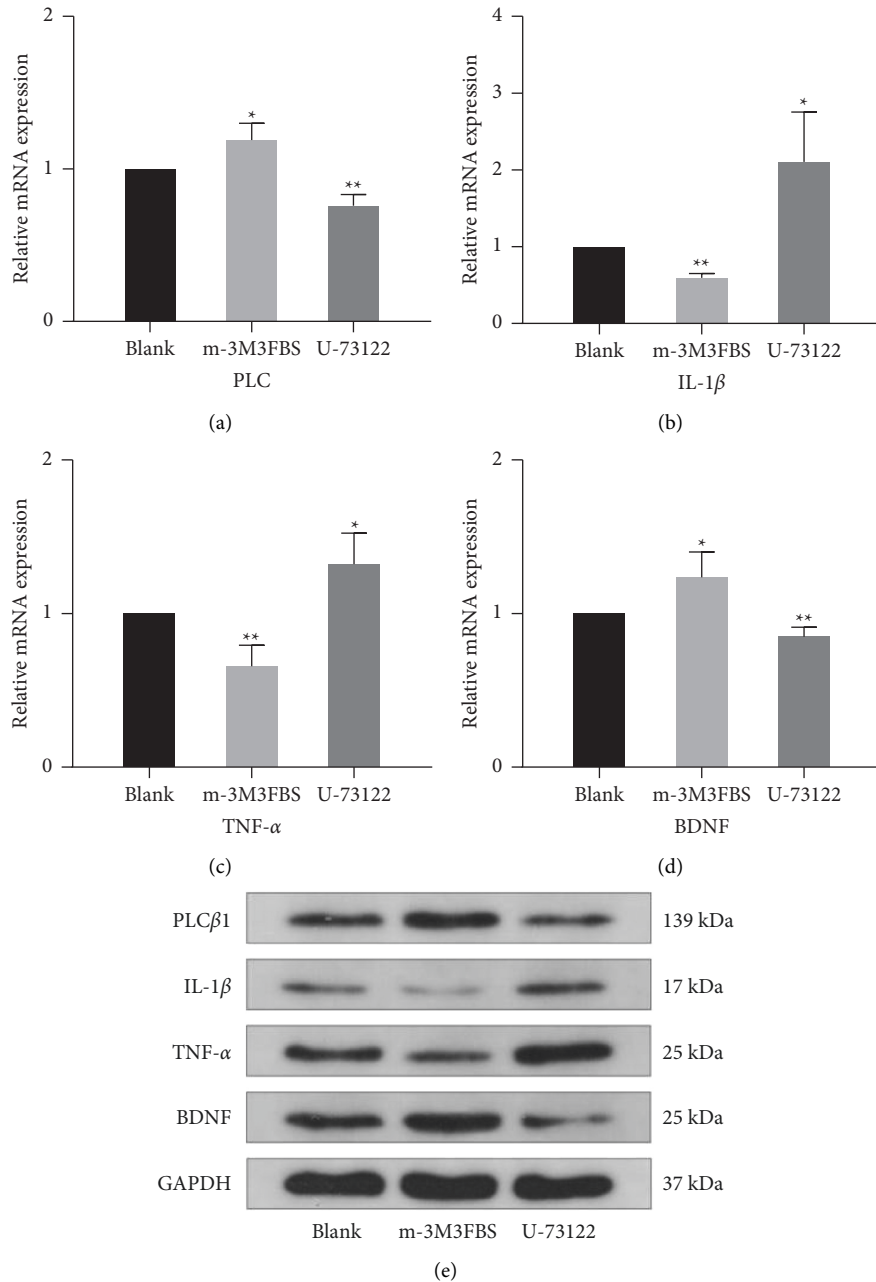 2
1
0
Relative mRNA expression
*
**
Blank
m-3M3FBS
U-73122
PLC
(a)
4
3
2
1
0
Relative mRNA expression
**
*
Blank
m-3M3FBS
U-73122
IL-1β
(b)
2
1
0
Relative mRNA expression
**
*
Blank
m-3M3FBS
U-73122
TNF-α
(c)
2
1
0
Relative mRNA expression
*
**
Blank
m-3M3FBS
U-73122
BDNF
(d)
PLCβ1 139 kDa
IL-1β 17 kDa
TNF-α 25 kDa
BDNF 25 kDa
GAPDH 37 kDa
Blank m-3M3FBS U-73122
(e)